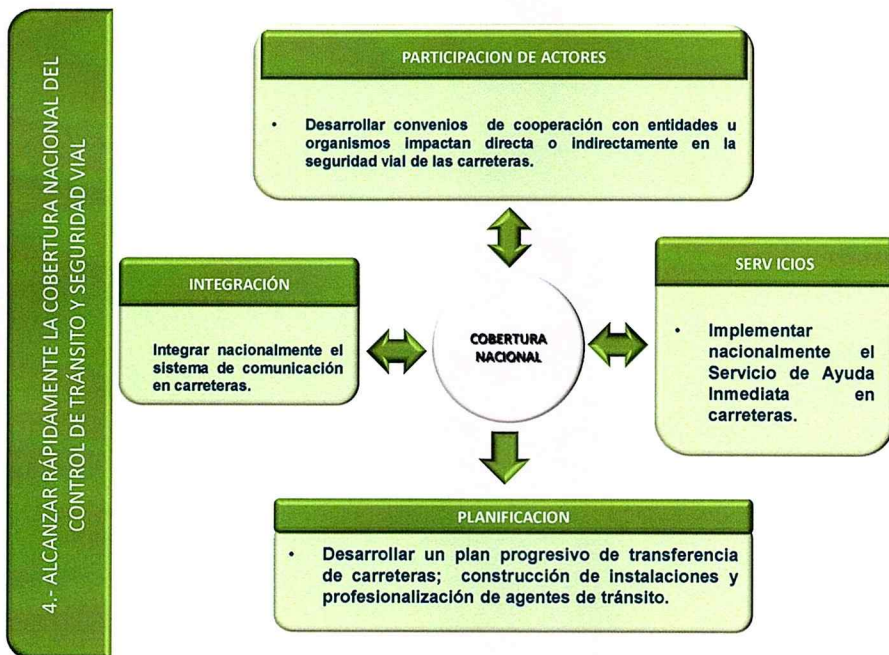 4.- ALCANZAR RÁPIDAMENTE LA COBERTURA NACIONAL DEL
CONTROL DE TRÁNSITO Y SEGURIDAD VIAL
PARTICIPACION DE ACTORES
• Desarrollar convenios de cooperación con entidades u
organismos impactan directa o indirectamente en la
seguridad vial de las carreteras.
INTEGRACIÓN
Integrar nacionalmente el
sistema de comunicación
en carreteras.
COBERTURA
NACIONAL
SERV ICIOS
• Implementar
nacionalmente el
Servicio de Ayuda
Inmediata en
carreteras.
PLANIFICACION
• Desarrollar un plan progresivo de transferencia
de carreteras; construcción de instalaciones y
profesionalización de agentes de tránsito.